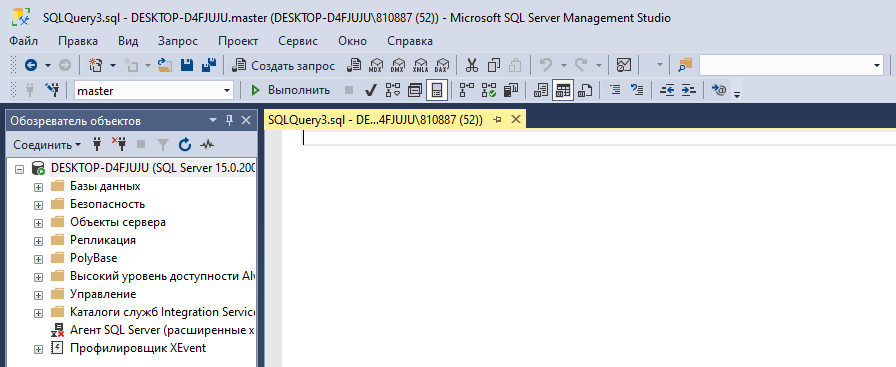 SQLQuery3.sql - DESKTOP-D4FJUJU.master (DESKTOP-D4FJUJU\810887 (52)) - Microsoft SQL Server Management Studio
Файл Правка Вид Запрос Проект Сервис Окно Справка
Создать запрос MDX DMX XMLA DAX
master Выполнить
Обозреватель объектов
SQLQuery3.sql - DE...4FJUJU\810887 (52))
Соединить
DESKTOP-D4FJUJU (SQL Server 15.0.200
Базы данных
Безопасность
Объекты сервера
Репликация
PolyBase
Высокий уровень доступности Alw
Управление
Каталоги служб Integration Service
Агент SQL Server (расширенные х
Профилировщик XEvent